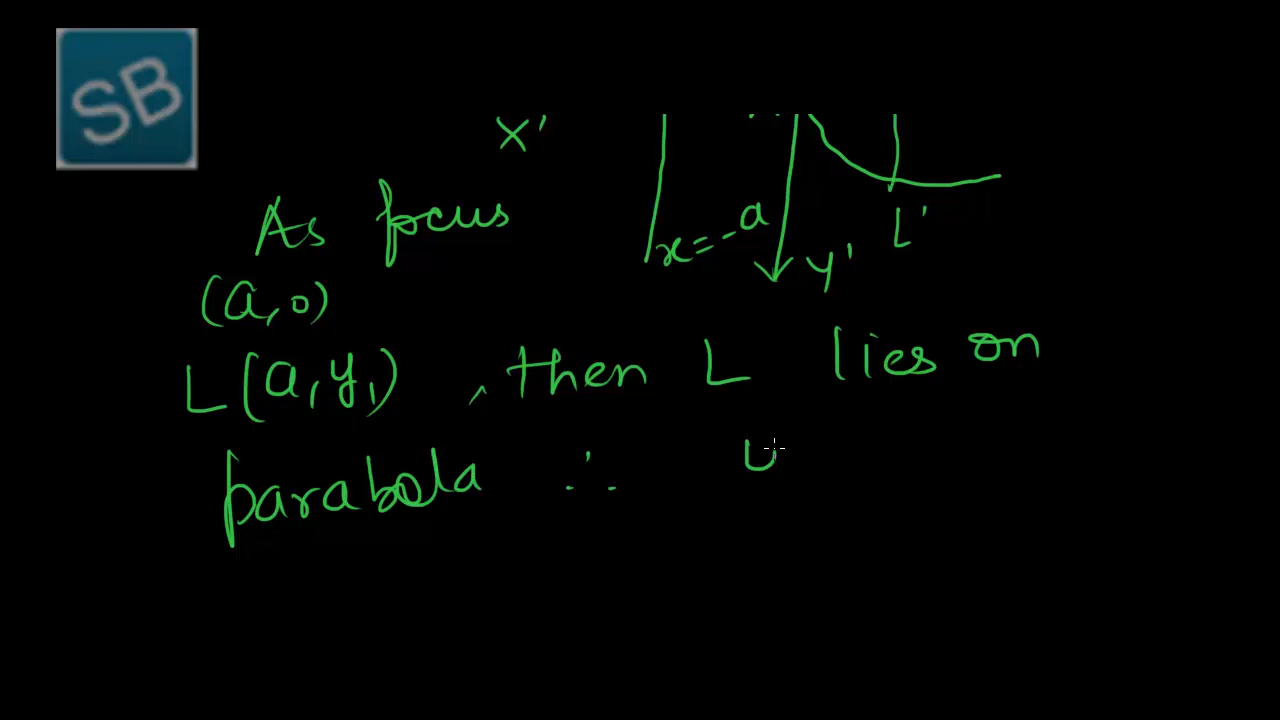 SB
X'
As focus
x=-a
L'
y'
(a,0)
L(a,y₁) , then L lies on
parabola ∴